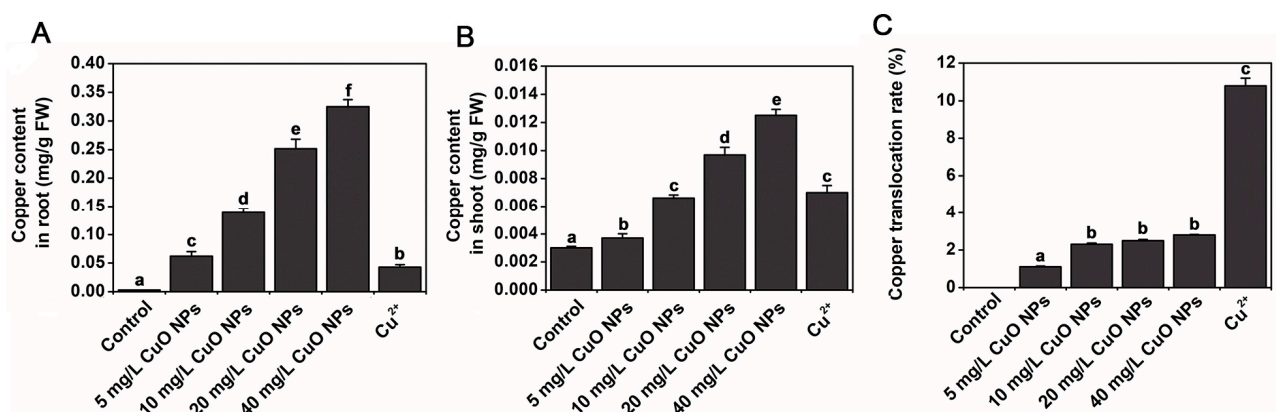 A
Copper content
in root (mg/g FW)
0.40
0.35
0.30
0.25
0.20
0.15
0.10
0.05
0.00
a
c
d
e
f
b
Control
5 mg/L CuO NPs
10 mg/L CuO NPs
20 mg/L CuO NPs
40 mg/L CuO NPs
Cu²⁺
B
Copper content
in shoot (mg/g FW)
0.016
0.014
0.012
0.010
0.008
0.006
0.004
0.002
0.000
a
b
c
d
e
c
Control
5 mg/L CuO NPs
10 mg/L CuO NPs
20 mg/L CuO NPs
40 mg/L CuO NPs
Cu²⁺
C
Copper translocation rate (%)
12
10
8
6
4
2
0
a
b
b
b
c
Control
5 mg/L CuO NPs
10 mg/L CuO NPs
20 mg/L CuO NPs
40 mg/L CuO NPs
Cu²⁺